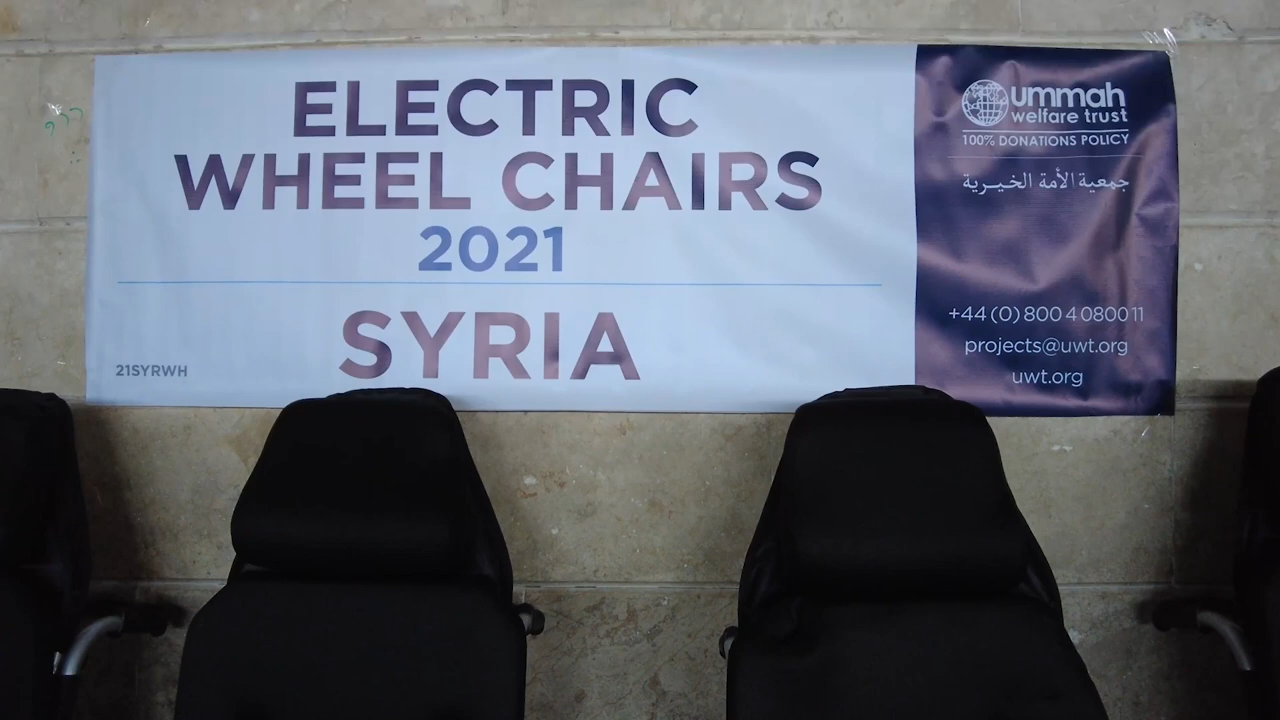 ELECTRIC
WHEEL CHAIRS
2021
SYRIA
21SYRWH
ummah
welfare trust
100% DONATIONS POLICY
جمعية الأمة الخيرية
+44 (0) 800 4 0800 11
projects@uwt.org
uwt.org